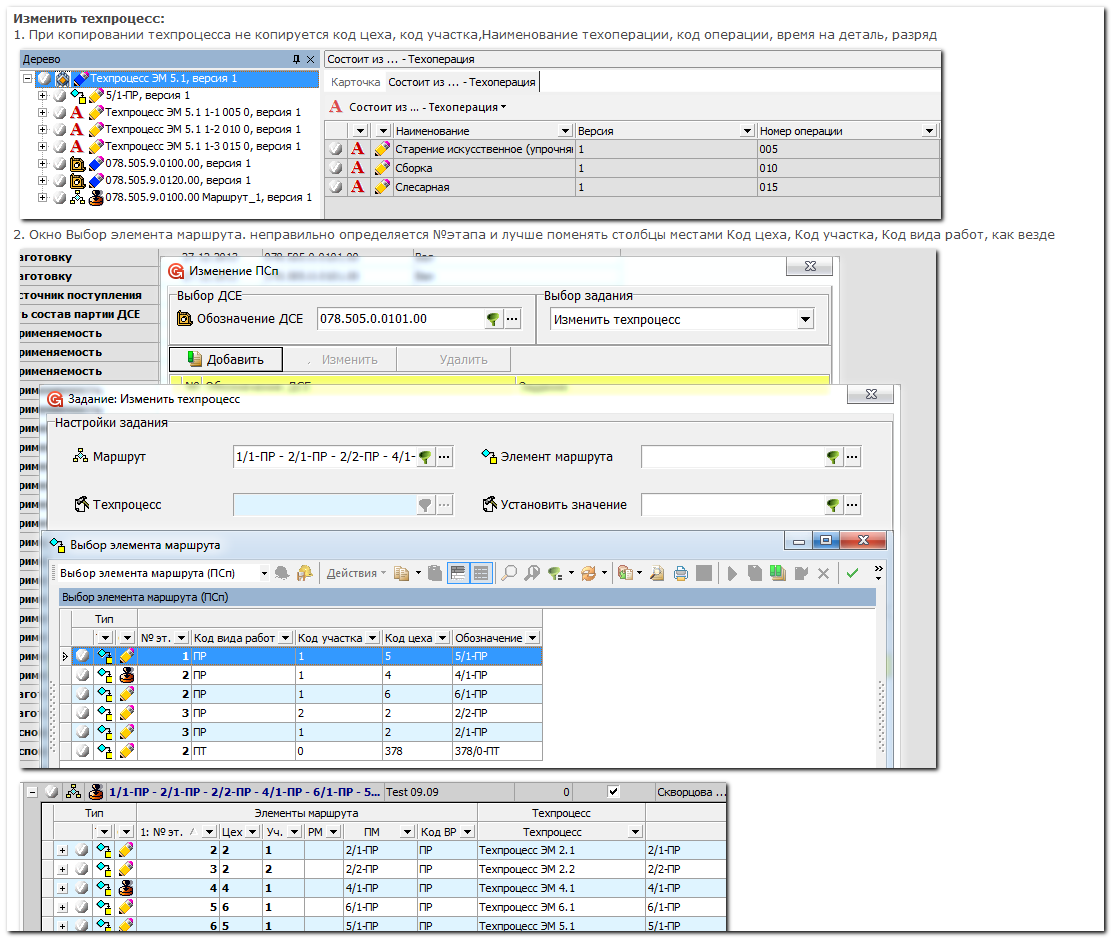 Изменить техпроцесс:
1. При копировании техпроцесса не копируется код цеха, код участка,Наименование техоперации, код операции, время на деталь, разряд
Дерево
Состоит из ... - Техоперация
Техпроцесс ЭМ 5.1, версия 1
Карточка Состоит из ... - Техоперация
5/1-ПР, версия 1
Состоит из ... - Техоперация
Техпроцесс ЭМ 5.1 1-1 005 0, версия 1
Техпроцесс ЭМ 5.1 1-2 010 0, версия 1
Техпроцесс ЭМ 5.1 1-3 015 0, версия 1
078.505.9.0100.00, версия 1
078.505.9.0120.00, версия 1
078.505.9.0100.00 Маршрут_1, версия 1
Наименование Версия Номер операции
Старение искусственное (упрочня 1 005
Сборка 1 010
Слесарная 1 015
2. Окно Выбор элемента маршрута. неправильно определяется №этапа и лучше поменять столбцы местами Код цеха, Код участка, Код вида работ, как везде
аготовку
аготовку
сточник поступления
ь состав партии ДСЕ
рименяемость
рименяемость
рименяемость
Изменение ПСп
Выбор ДСЕ Выбор задания
Обозначение ДСЕ 078.505.0.0101.00 Изменить техпроцесс
Добавить Изменить Удалить
Задание: Изменить техпроцесс
Настройки задания
Маршрут 1/1-ПР - 2/1-ПР - 2/2-ПР - 4/1- Элемент маршрута
Техпроцесс Установить значение
Выбор элемента маршрута
Выбор элемента маршрута (ПСп) Действия
Выбор элемента маршрута (ПСп)
Тип
№ эт. Код вида работ Код участка Код цеха Обозначение
1 ПР 1 5 5/1-ПР
2 ПР 1 4 4/1-ПР
2 ПР 1 6 6/1-ПР
3 ПР 2 2 2/2-ПР
3 ПР 1 2 2/1-ПР
2 ПТ 0 378 378/0-ПТ
1/1-ПР - 2/1-ПР - 2/2-ПР - 4/1-ПР - 6/1-ПР - 5... Test 09.09 0 Скворцова ...
Тип Элементы маршрута Техпроцесс
1: № эт. Цех Уч. РМ ПМ Код ВР Техпроцесс
2 2 1 2/1-ПР ПР Техпроцесс ЭМ 2.1 2/1-ПР
3 2 2 2/2-ПР ПР Техпроцесс ЭМ 2.2 2/2-ПР
4 4 1 4/1-ПР ПР Техпроцесс ЭМ 4.1 4/1-ПР
5 6 1 6/1-ПР ПР Техпроцесс ЭМ 6.1 6/1-ПР
6 5 1 5/1-ПР ПР Техпроцесс ЭМ 5.1 5/1-ПР